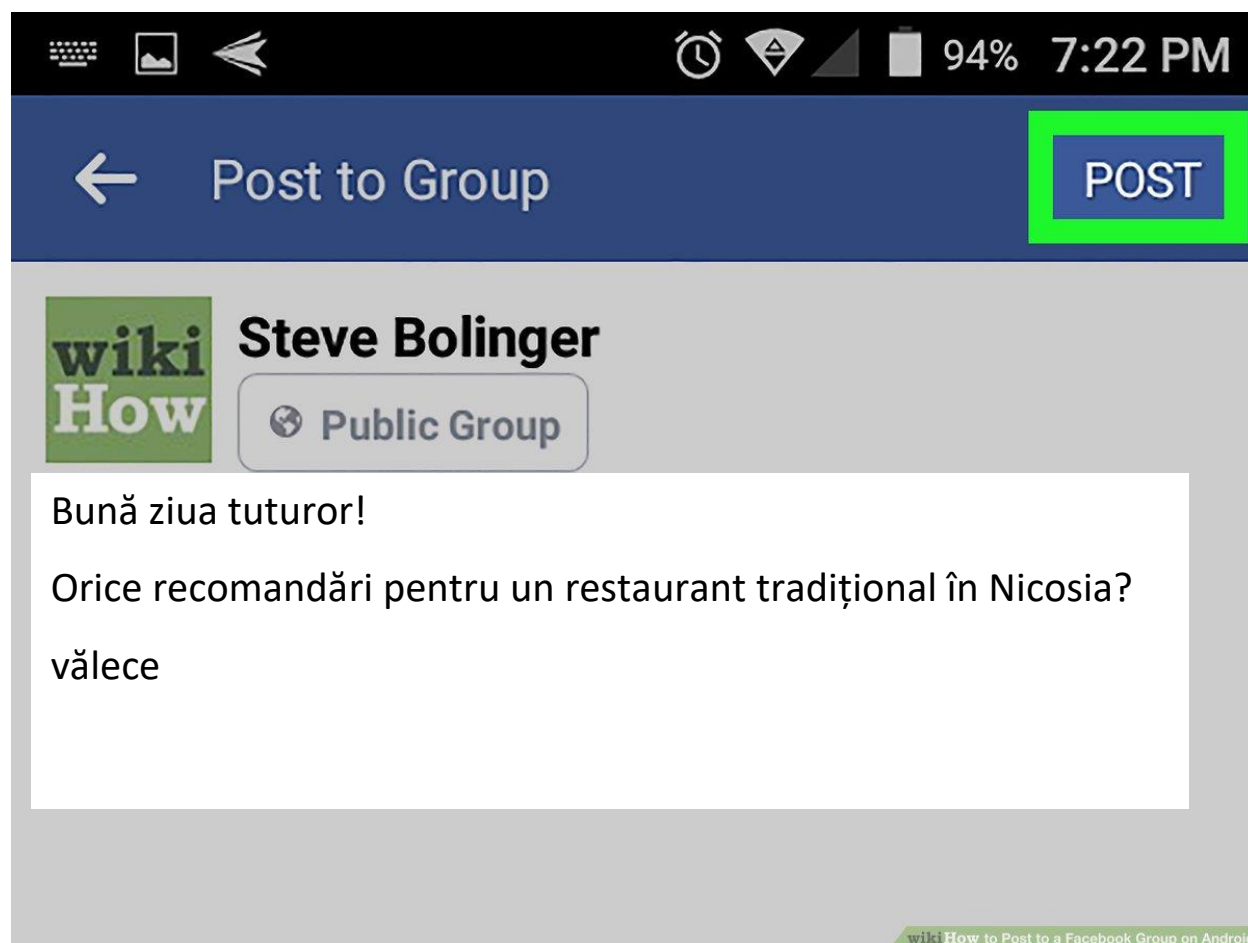 94% 7:22 PM
Post to Group POST
wiki
How
Steve Bolinger
Public Group
Bună ziua tuturor!
Orice recomandări pentru un restaurant tradițional în Nicosia?
vălece
wikiHow to Post to a Facebook Group on Android